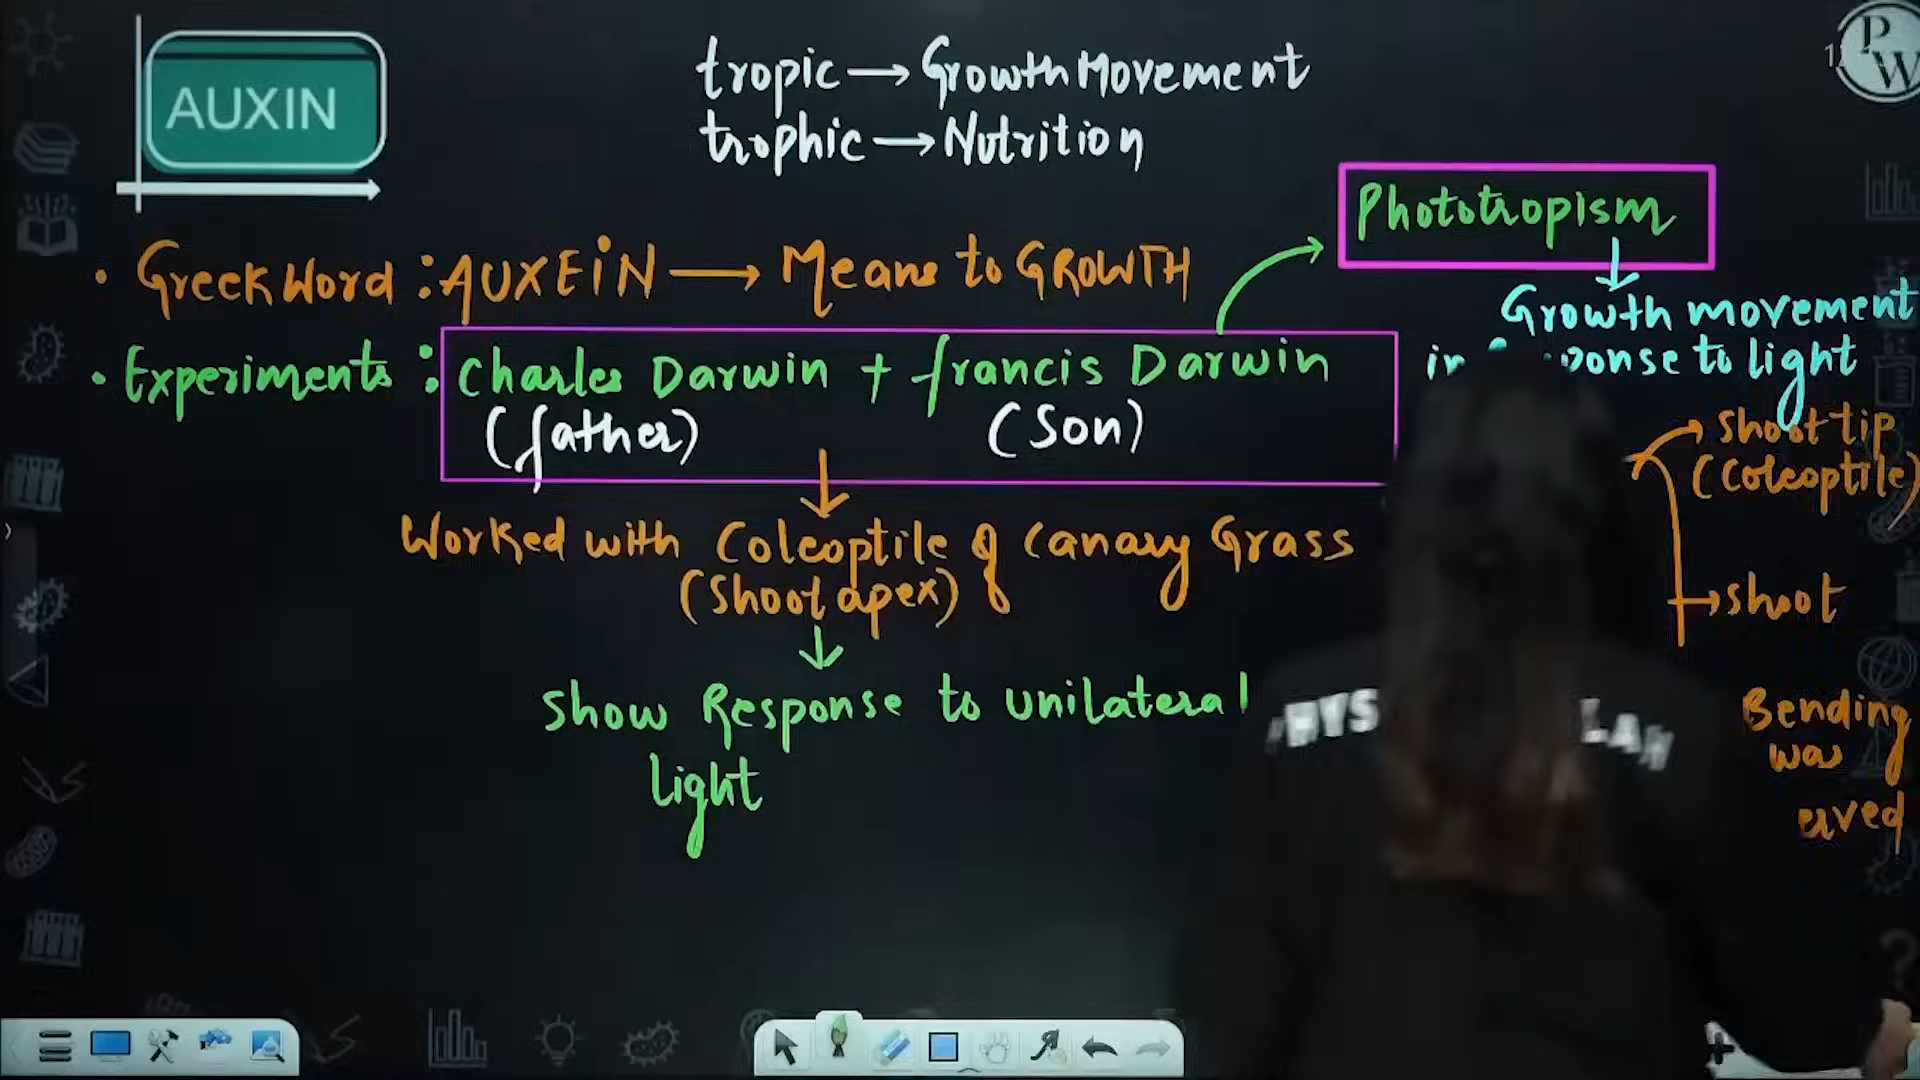 AUXIN
tropic → Growth Movement
trophic → Nutrition
PW
Phototropism
• Greek Word : AUXEIN → Means to GROWTH
Growth movement
to light
• Experiments : Charles Darwin + francis Darwin
(father) (Son)
Shoot tip
(Coleoptile)
Worked with Coleoptile of Canary Grass
(Shoot apex)
Shoot
Show Response to unilateral
light
Bending
was